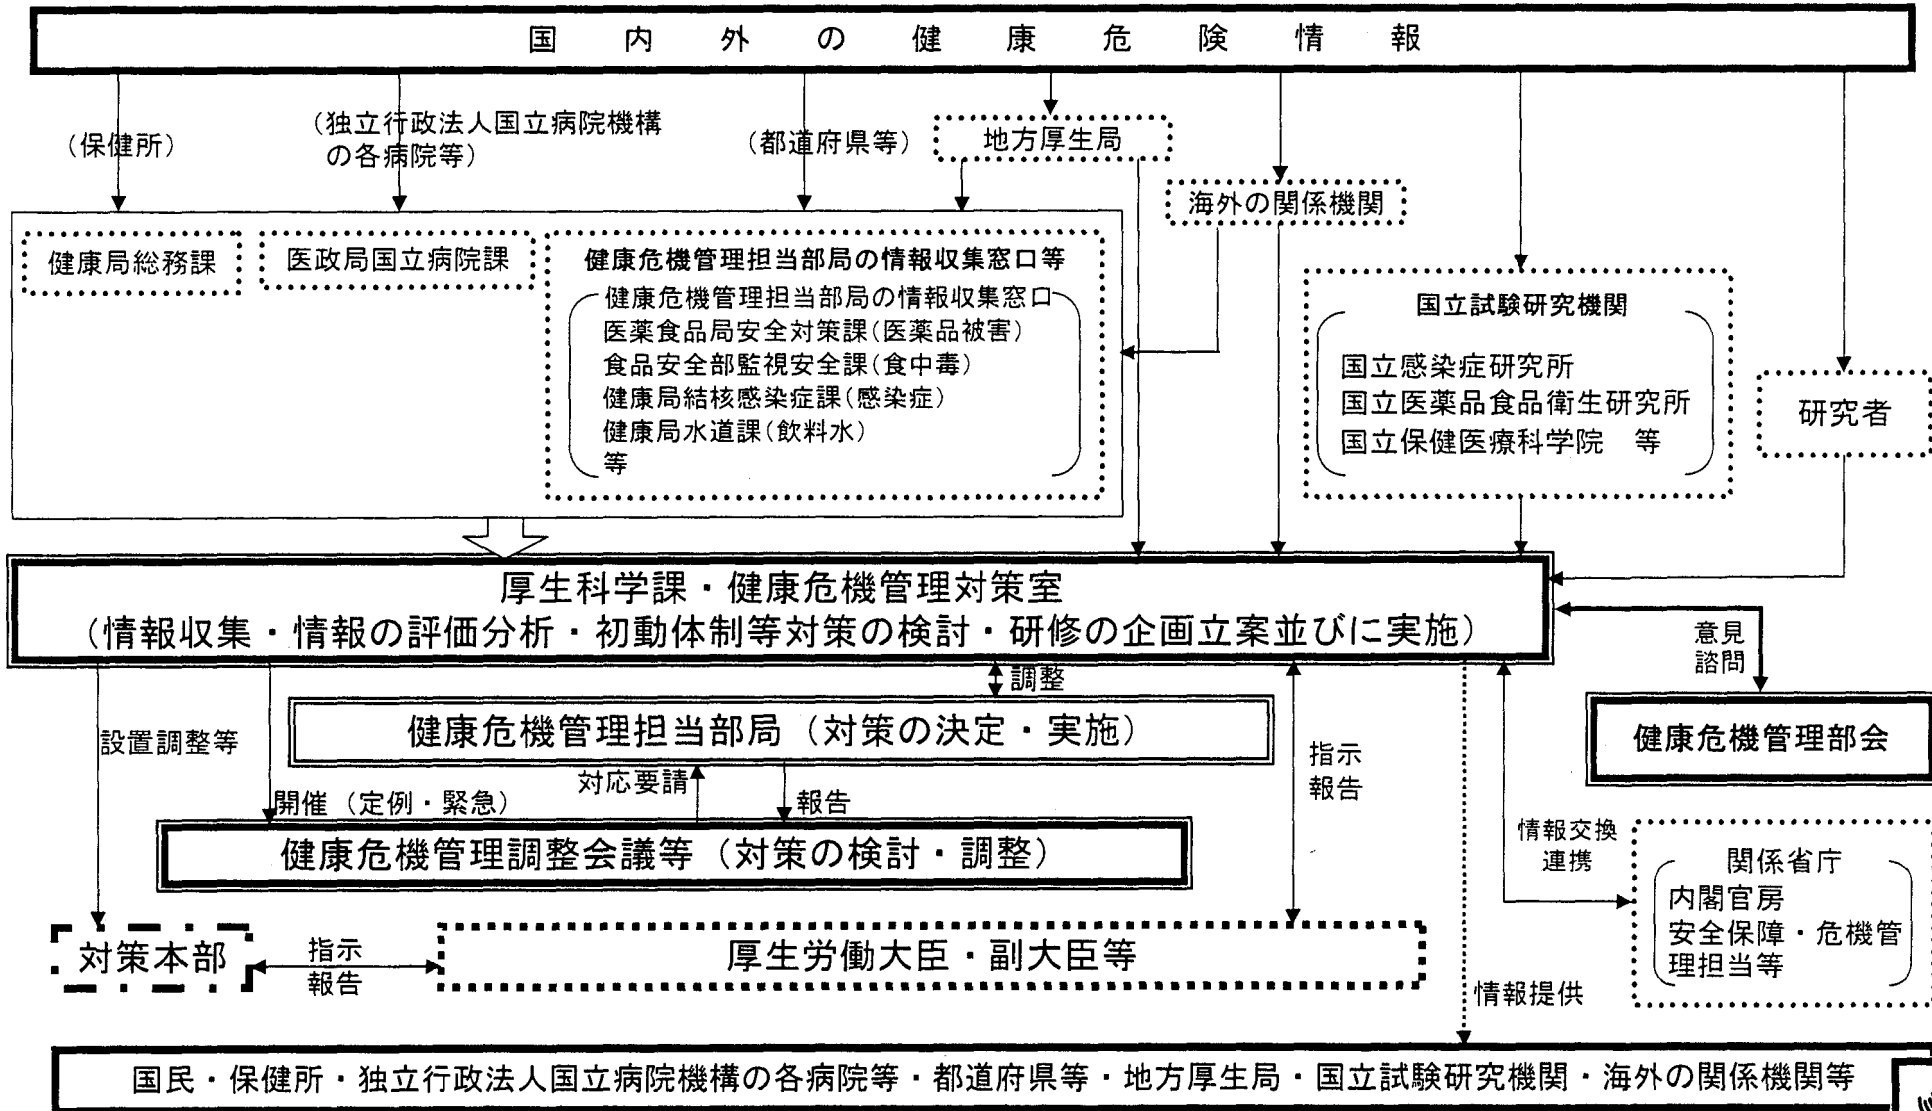 国内外の健康危険情報
（保健所）
（独立行政法人国立病院機構
の各病院等）
（都道府県等）
地方厚生局
海外の関係機関
健康局総務課
医政局国立病院課
健康危機管理担当部局の情報収集窓口等
健康危機管理担当部局の情報収集窓口
医薬食品局安全対策課（医薬品被害）
食品安全部監視安全課（食中毒）
健康局結核感染症課（感染症）
健康局水道課（飲料水）
等
国立試験研究機関
国立感染症研究所
国立医薬品食品衛生研究所
国立保健医療科学院　等
研究者
厚生科学課・健康危機管理対策室
（情報収集・情報の評価分析・初動体制等対策の検討・研修の企画立案並びに実施）
意見
諮問
調整
設置調整等
健康危機管理担当部局（対策の決定・実施）
健康危機管理部会
指示
報告
対応要請
報告
開催（定例・緊急）
健康危機管理調整会議等（対策の検討・調整）
情報交換
連携
関係省庁
内閣官房
安全保障・危機管
理担当等
対策本部
指示
報告
厚生労働大臣・副大臣等
情報提供
国民・保健所・独立行政法人国立病院機構の各病院等・都道府県等・地方厚生局・国立試験研究機関・海外の関係機関等